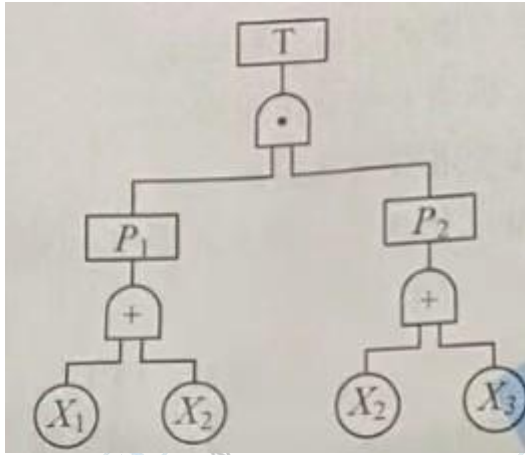 T
•
P₁ P₂
+ +
X₁ X₂ X₂ X₃